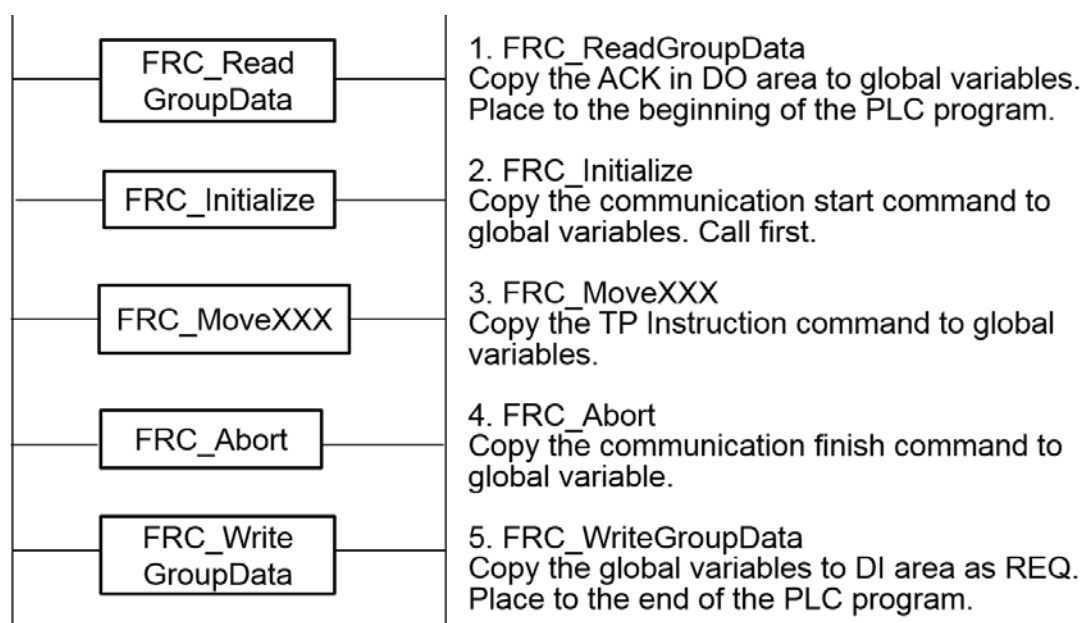 FRC_Read
GroupData
1. FRC_ReadGroupData
Copy the ACK in DO area to global variables.
Place to the beginning of the PLC program.
FRC_Initialize
2. FRC_Initialize
Copy the communication start command to
global variables. Call first.
FRC_MoveXXX
3. FRC_MoveXXX
Copy the TP Instruction command to global
variables.
FRC_Abort
4. FRC_Abort
Copy the communication finish command to
global variable.
FRC_Write
GroupData
5. FRC_WriteGroupData
Copy the global variables to DI area as REQ.
Place to the end of the PLC program.